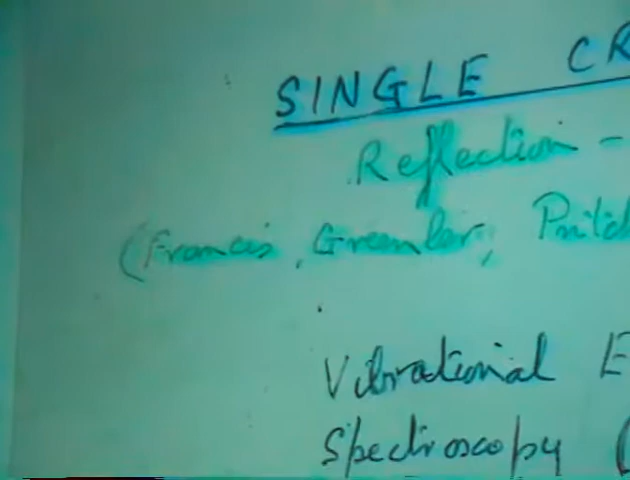 SINGLE CR
Reflection -
(Francis, Greenler, Pritch
Vibrational E
Spectroscopy (